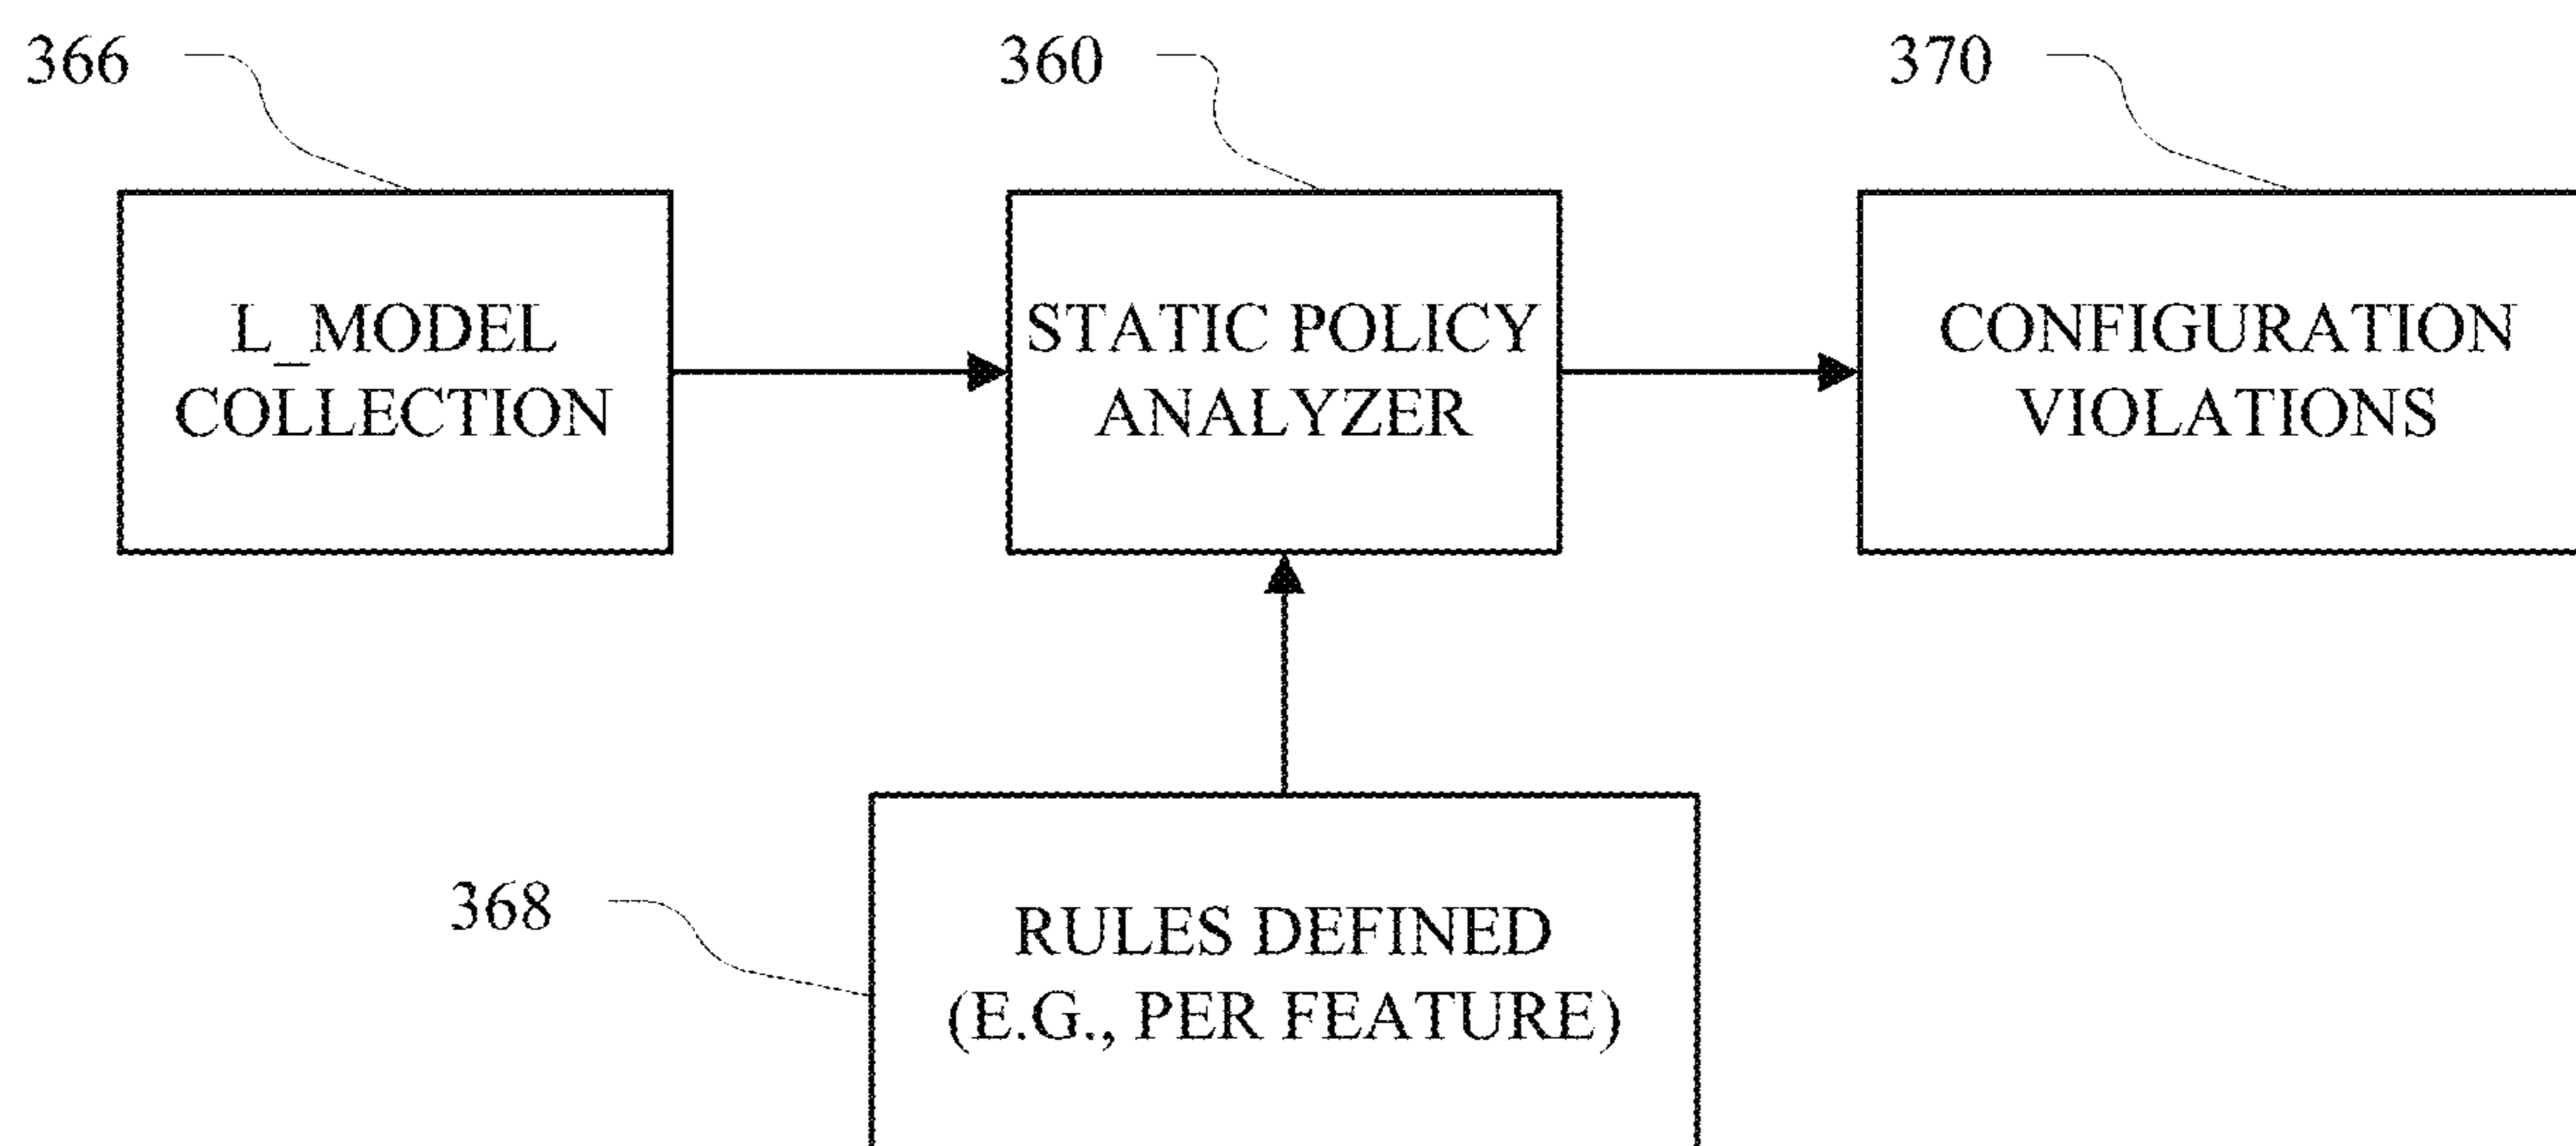 366
360
370
L_MODEL
COLLECTION
STATIC POLICY
ANALYZER
CONFIGURATION
VIOLATIONS
368
RULES DEFINED
(E.G., PER FEATURE)